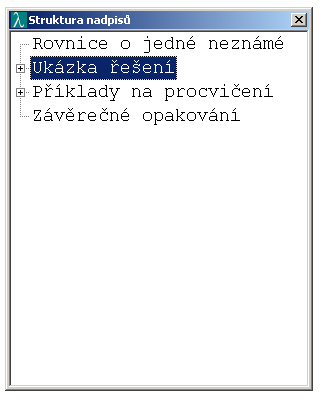 λ Struktura nadpisů
Rovnice o jedné neznámé
Ukázka řešení
Příklady na procvičení
Závěrečné opakování